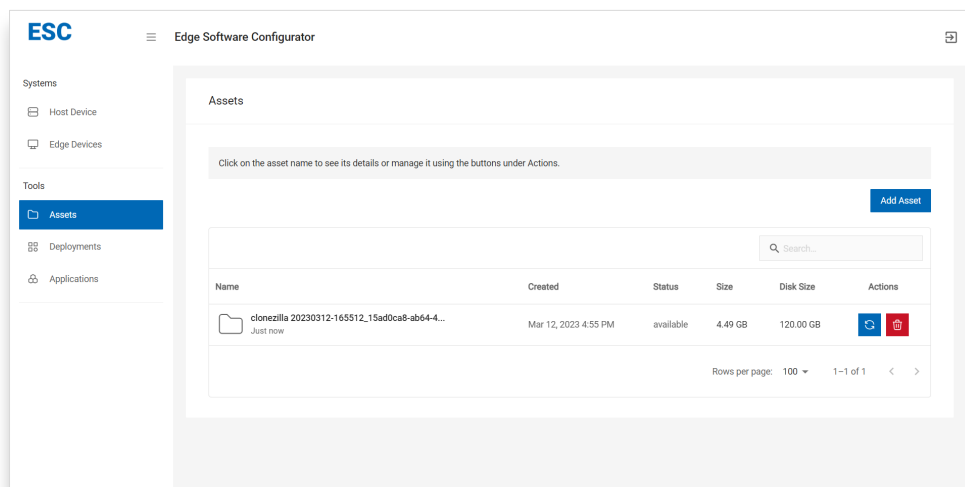 ESC
Edge Software Configurator
Systems
Host Device
Edge Devices
Tools
Assets
Deployments
Applications
Assets
Click on the asset name to see its details or manage it using the buttons under Actions.
Add Asset
Search...
Name Created Status Size Disk Size Actions
clonezilla 20230312-165512_15ad0ca8-ab64-4... Mar 12, 2023 4:55 PM available 4.49 GB 120.00 GB
Just now
Rows per page: 100 1–1 of 1